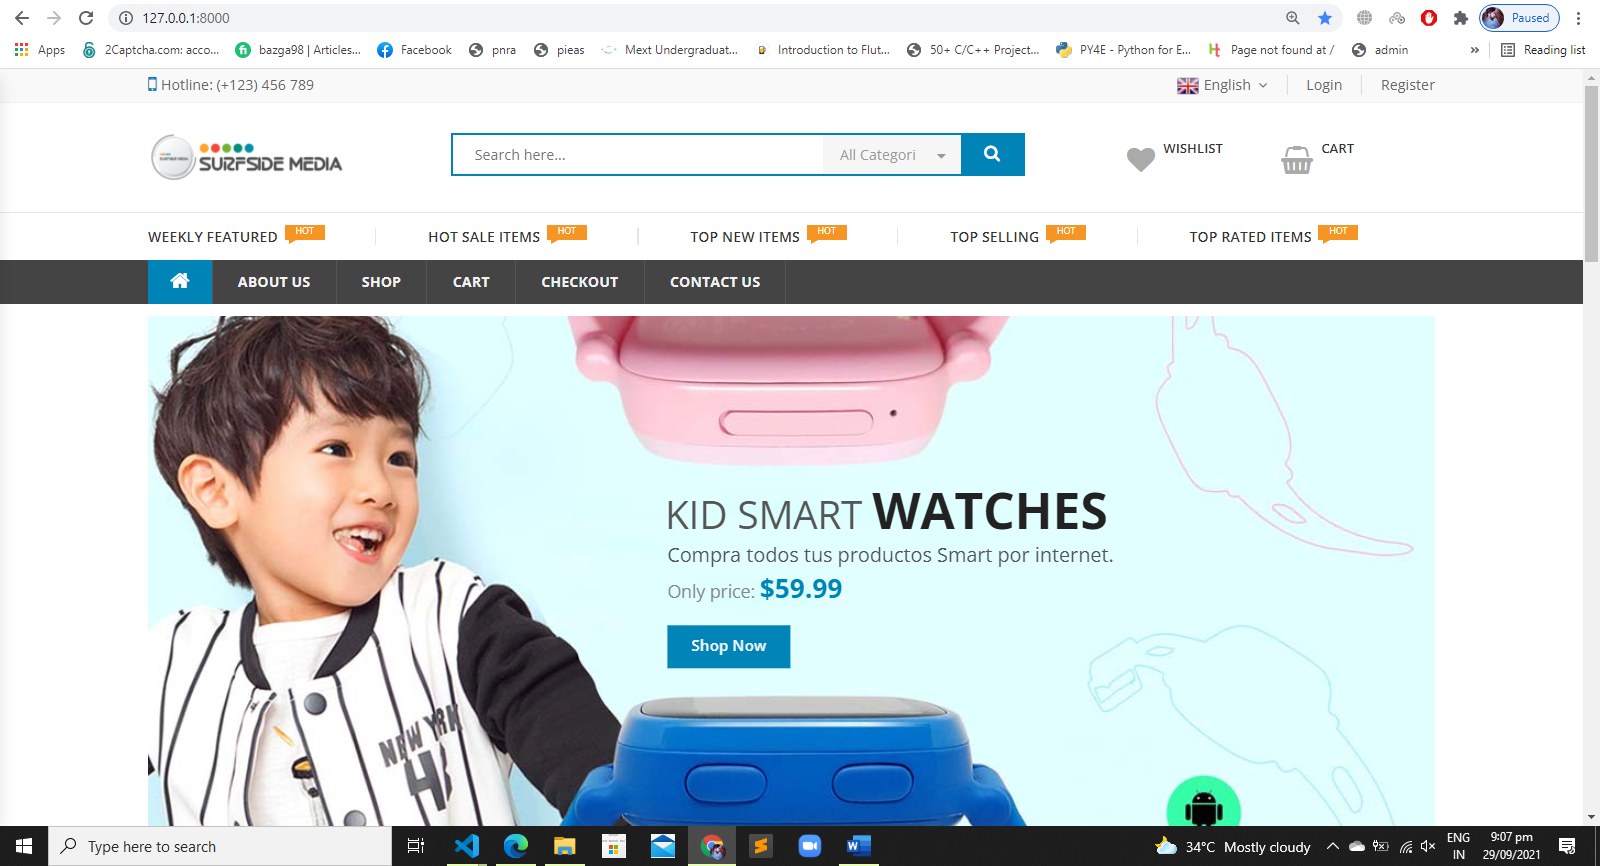 127.0.0.1:8000
Paused
Apps
2Captcha.com: acco...
bazga98 | Articles...
Facebook
pnra
pieas
Mext Undergraduat...
Introduction to Flut...
50+ C/C++ Project...
PY4E - Python for E...
Page not found at /
admin
»
Reading list
Hotline: (+123) 456 789
English
Login
Register
SURFSIDE MEDIA
Search here...
All Categori
WISHLIST
CART
WEEKLY FEATURED HOT
HOT SALE ITEMS HOT
TOP NEW ITEMS HOT
TOP SELLING HOT
TOP RATED ITEMS HOT
ABOUT US
SHOP
CART
CHECKOUT
CONTACT US
KID SMART WATCHES
Compra todos tus productos Smart por internet.
Only price: $59.99
Shop Now
NEW YORK
Type here to search
34°C Mostly cloudy
ENG
IN
9:07 pm
29/09/2021